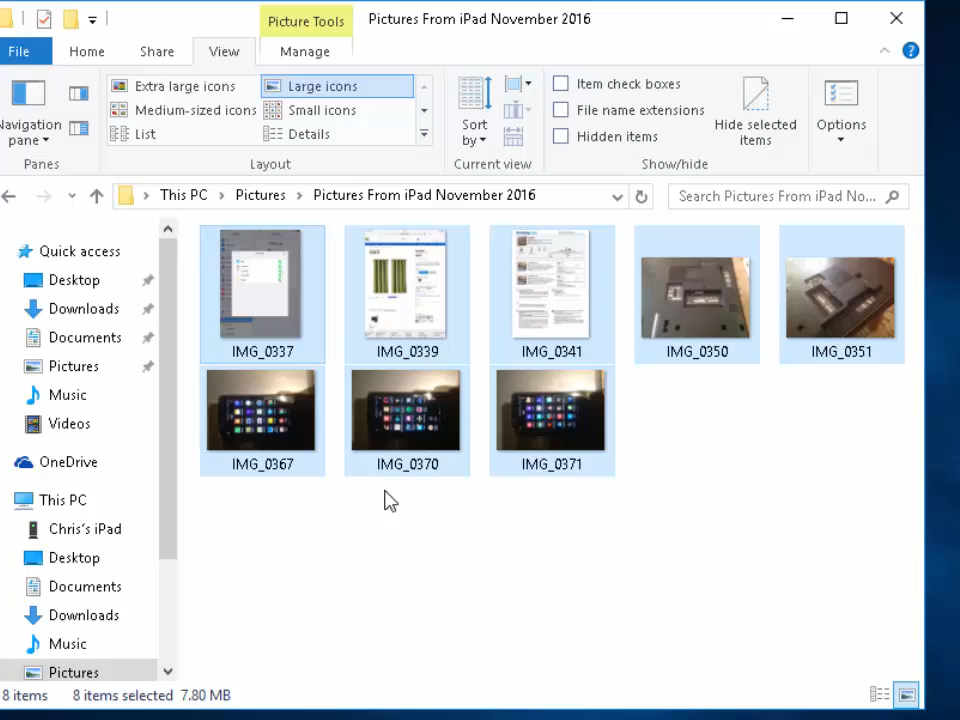 Picture Tools
Pictures From iPad November 2016
File
Home
Share
View
Manage
Navigation pane
Panes
Extra large icons
Large icons
Medium-sized icons
Small icons
List
Details
Layout
Sort by
Current view
Item check boxes
File name extensions
Hidden items
Hide selected items
Show/hide
Options
This PC
Pictures
Pictures From iPad November 2016
Search Pictures From iPad No...
Quick access
Desktop
Downloads
Documents
Pictures
Music
Videos
OneDrive
This PC
Chris's iPad
Desktop
Documents
Downloads
Music
Pictures
IMG_0337
IMG_0339
IMG_0341
IMG_0350
IMG_0351
IMG_0367
IMG_0370
IMG_0371
8 items
8 items selected 7.80 MB